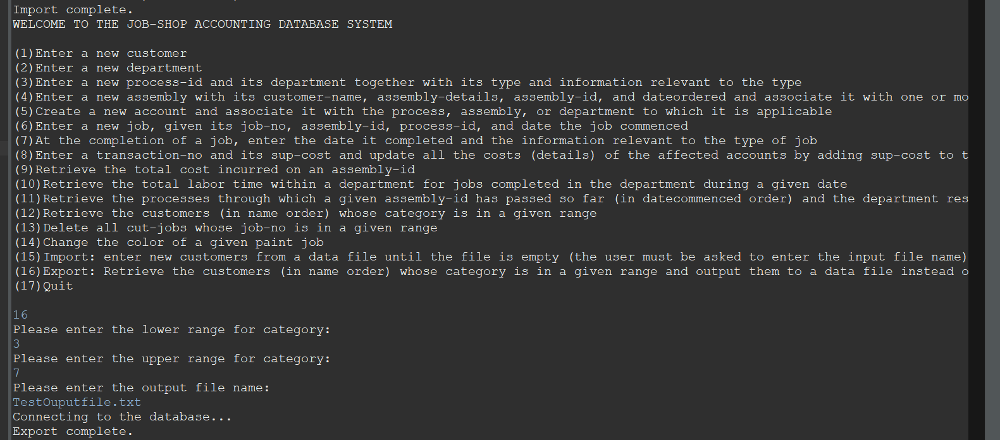 Import complete.
WELCOME TO THE JOB-SHOP ACCOUNTING DATABASE SYSTEM
(1)Enter a new customer
(2)Enter a new department
(3)Enter a new process-id and its department together with its type and information relevant to the type
(4)Enter a new assembly with its customer-name, assembly-details, assembly-id, and dateordered and associate it with one or mo
(5)Create a new account and associate it with the process, assembly, or department to which it is applicable
(6)Enter a new job, given its job-no, assembly-id, process-id, and date the job commenced
(7)At the completion of a job, enter the date it completed and the information relevant to the type of job
(8)Enter a transaction-no and its sup-cost and update all the costs (details) of the affected accounts by adding sup-cost to t
(9)Retrieve the total cost incurred on an assembly-id
(10)Retrieve the total labor time within a department for jobs completed in the department during a given date
(11)Retrieve the processes through which a given assembly-id has passed so far (in datecommenced order) and the department res
(12)Retrieve the customers (in name order) whose category is in a given range
(13)Delete all cut-jobs whose job-no is in a given range
(14)Change the color of a given paint job
(15)Import: enter new customers from a data file until the file is empty (the user must be asked to enter the input file name)
(16)Export: Retrieve the customers (in name order) whose category is in a given range and output them to a data file instead o
(17)Quit
16
Please enter the lower range for category:
3
Please enter the upper range for category:
7
Please enter the output file name:
TestOuputfile.txt
Connecting to the database...
Export complete.